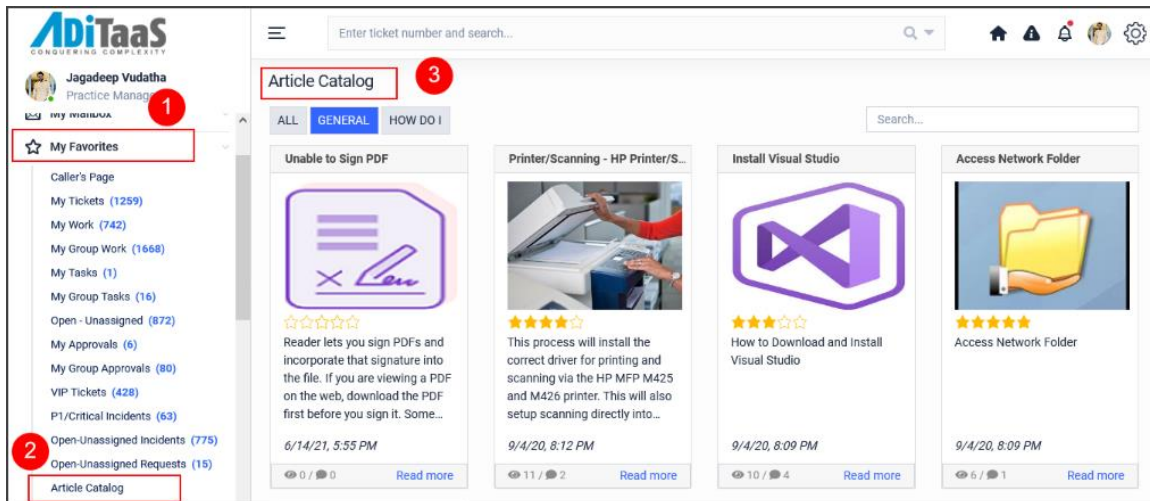 ADiTaaS
CONQUERING COMPLEXITY
Enter ticket number and search...
Jagadeep Vudatha
Practice Manag
1
My Mailbox
My Favorites
Caller's Page
My Tickets (1259)
My Work (742)
My Group Work (1668)
My Tasks (1)
My Group Tasks (16)
Open - Unassigned (872)
My Approvals (6)
My Group Approvals (80)
VIP Tickets (428)
P1/Critical Incidents (63)
Open-Unassigned Incidents (775)
2
Open-Unassigned Requests (15)
Article Catalog
Article Catalog
3
ALL GENERAL HOW DO I
Search...
Unable to Sign PDF
Reader lets you sign PDFs and
incorporate that signature into
the file. If you are viewing a PDF
on the web, download the PDF
first before you sign it. Some...
6/14/21, 5:55 PM
0 / 0 Read more
Printer/Scanning - HP Printer/S...
This process will install the
correct driver for printing and
scanning via the HP MFP M425
and M426 printer. This will also
setup scanning directly into...
9/4/20, 8:12 PM
11 / 2 Read more
Install Visual Studio
How to Download and Install
Visual Studio
9/4/20, 8:09 PM
10 / 4 Read more
Access Network Folder
Access Network Folder
9/4/20, 8:09 PM
6 / 1 Read more